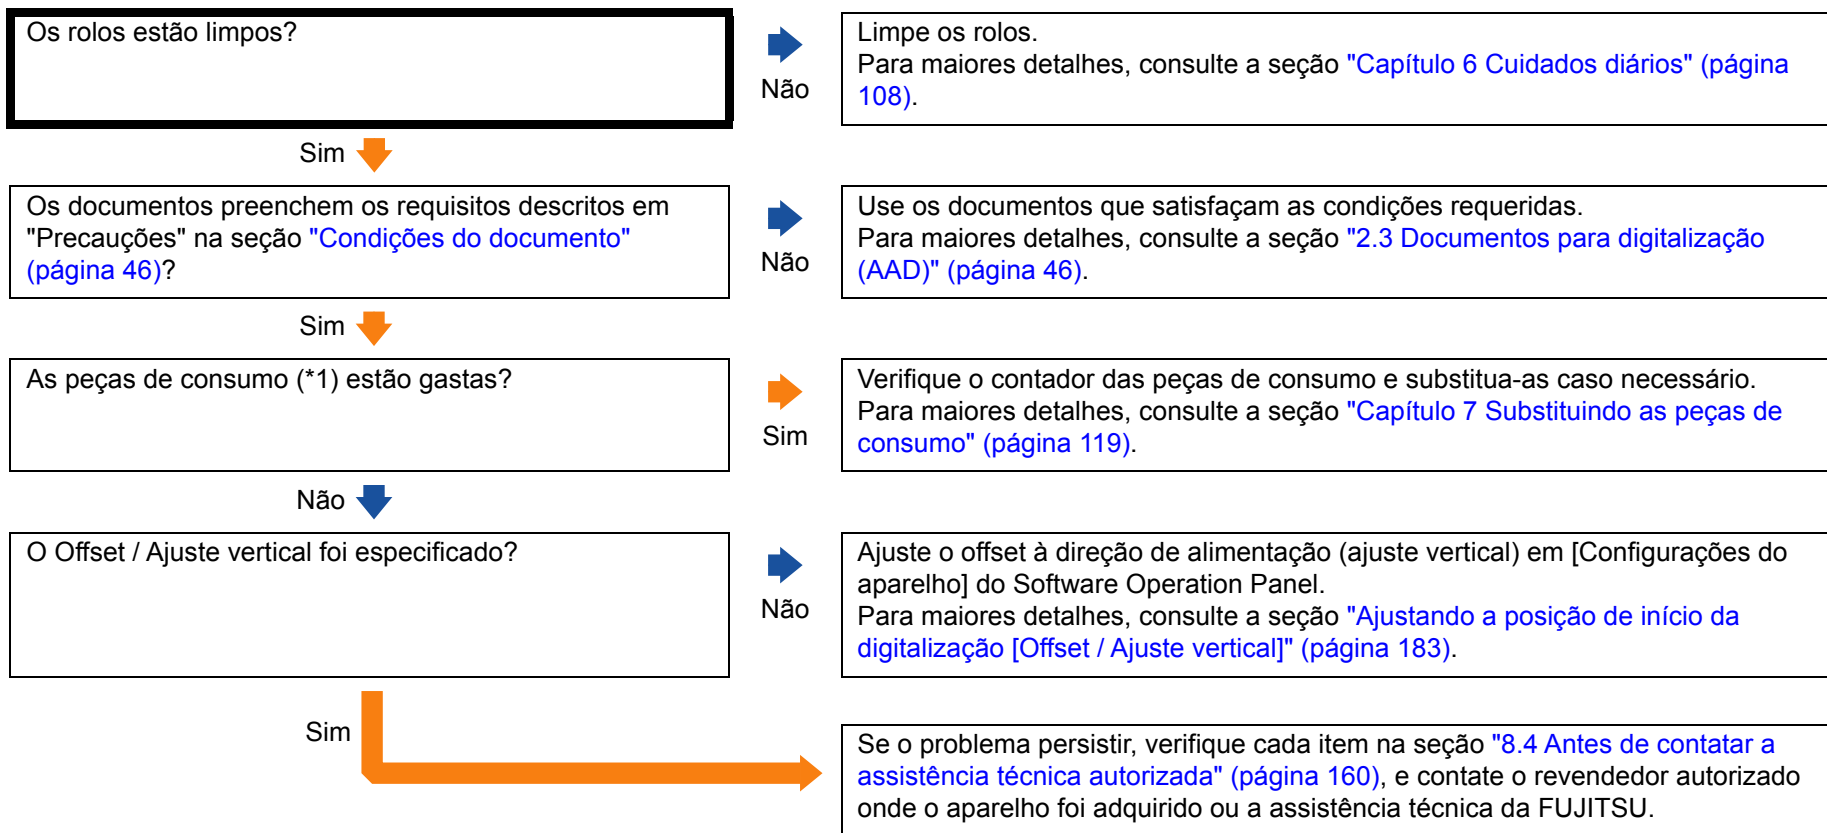 Os rolos estão limpos?
Não
Limpe os rolos.
Para maiores detalhes, consulte a seção "Capítulo 6 Cuidados diários" (página
108).
Sim
Os documentos preenchem os requisitos descritos em
"Precauções" na seção "Condições do documento"
(página 46)?
Não
Use os documentos que satisfaçam as condições requeridas.
Para maiores detalhes, consulte a seção "2.3 Documentos para digitalização
(AAD)" (página 46).
Sim
As peças de consumo (*1) estão gastas?
Sim
Verifique o contador das peças de consumo e substitua-as caso necessário.
Para maiores detalhes, consulte a seção "Capítulo 7 Substituindo as peças de
consumo" (página 119).
Não
O Offset / Ajuste vertical foi especificado?
Não
Ajuste o offset à direção de alimentação (ajuste vertical) em [Configurações do
aparelho] do Software Operation Panel.
Para maiores detalhes, consulte a seção "Ajustando a posição de início da
digitalização [Offset / Ajuste vertical]" (página 183).
Sim
Se o problema persistir, verifique cada item na seção "8.4 Antes de contatar a
assistência técnica autorizada" (página 160), e contate o revendedor autorizado
onde o aparelho foi adquirido ou a assistência técnica da FUJITSU.